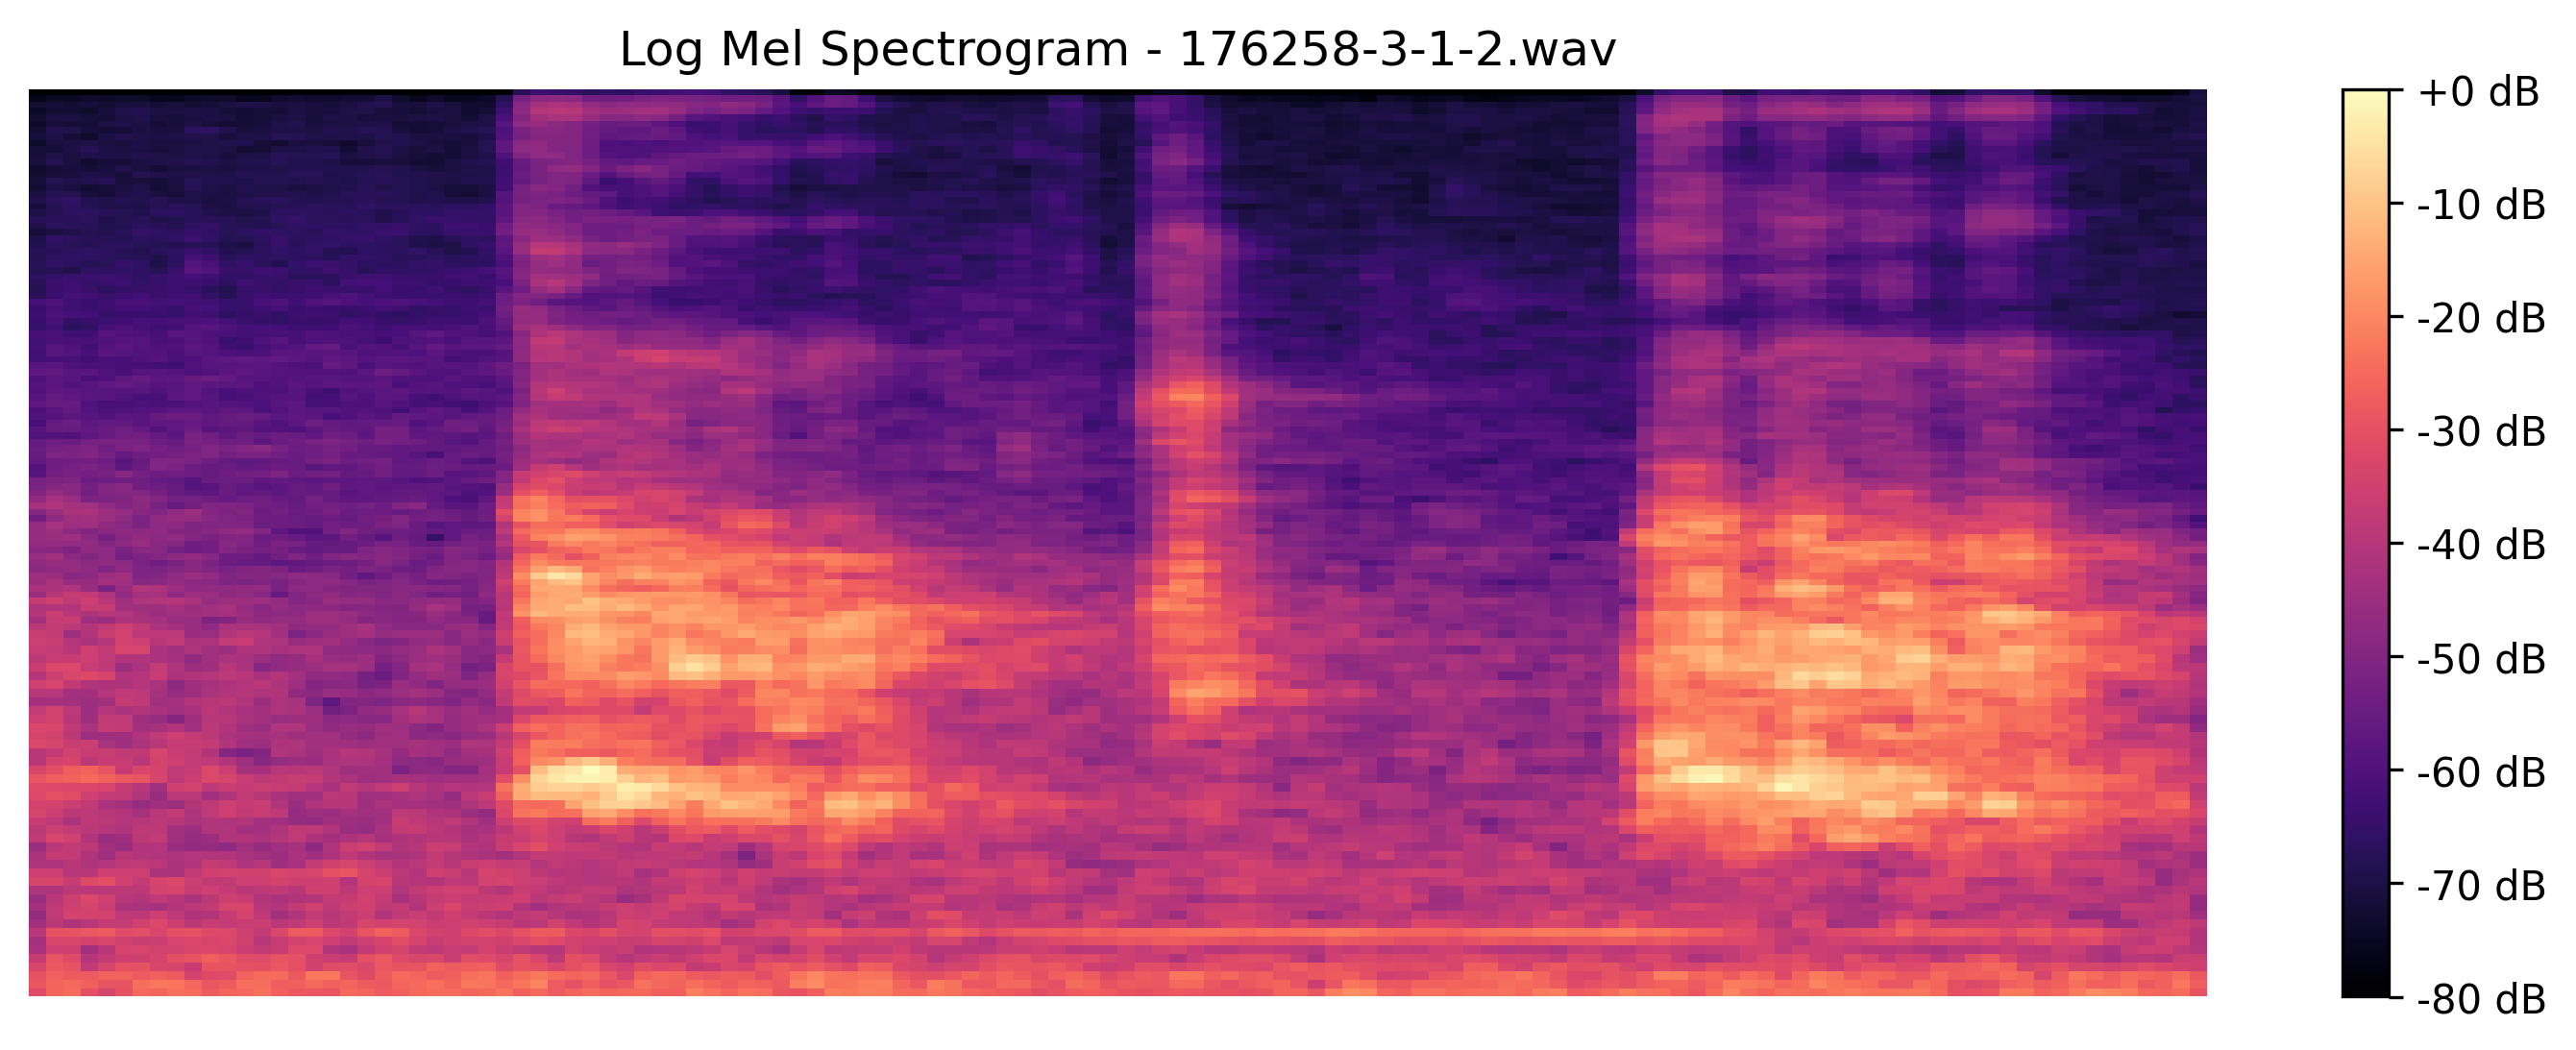 Log Mel Spectrogram - 176258-3-1-2.wav
+0 dB
-10 dB
-20 dB
-30 dB
-40 dB
-50 dB
-60 dB
-70 dB
-80 dB